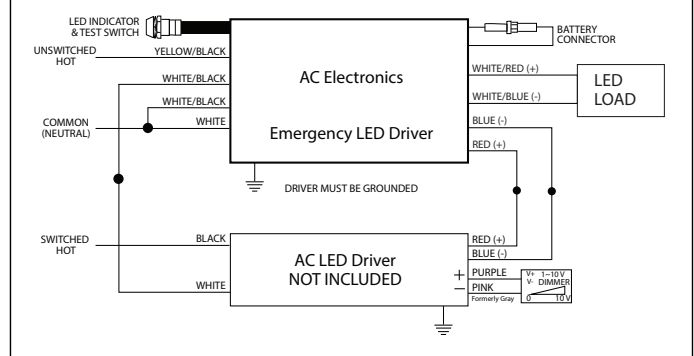 LED INDICATOR
& TEST SWITCH
UNSWITCHED
HOT
YELLOW/BLACK
WHITE/BLACK
WHITE/BLACK
COMMON
(NEUTRAL)
WHITE
AC Electronics
Emergency LED Driver
BATTERY
CONNECTOR
WHITE/RED (+)
WHITE/BLUE (-)
LED
LOAD
BLUE (-)
RED (+)
DRIVER MUST BE GROUNDED
SWITCHED
HOT
BLACK
WHITE
AC LED Driver
NOT INCLUDED
RED (+)
BLUE (-)
+ PURPLE
− PINK
Formerly Gray
V+ 1~10 V
V- DIMMER
0 10 V